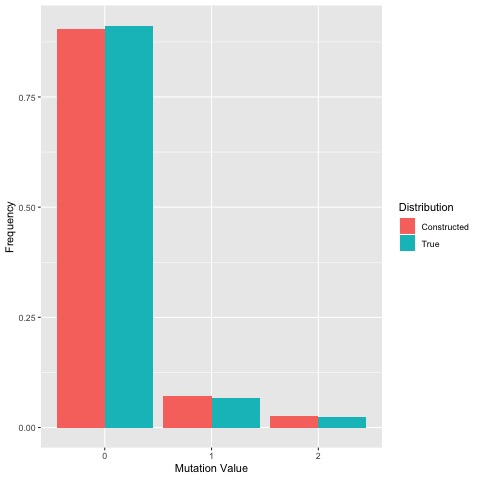 Frequency
0.75
0.50
0.25
0.00
0
1
2
Mutation Value
Distribution
Constructed
True